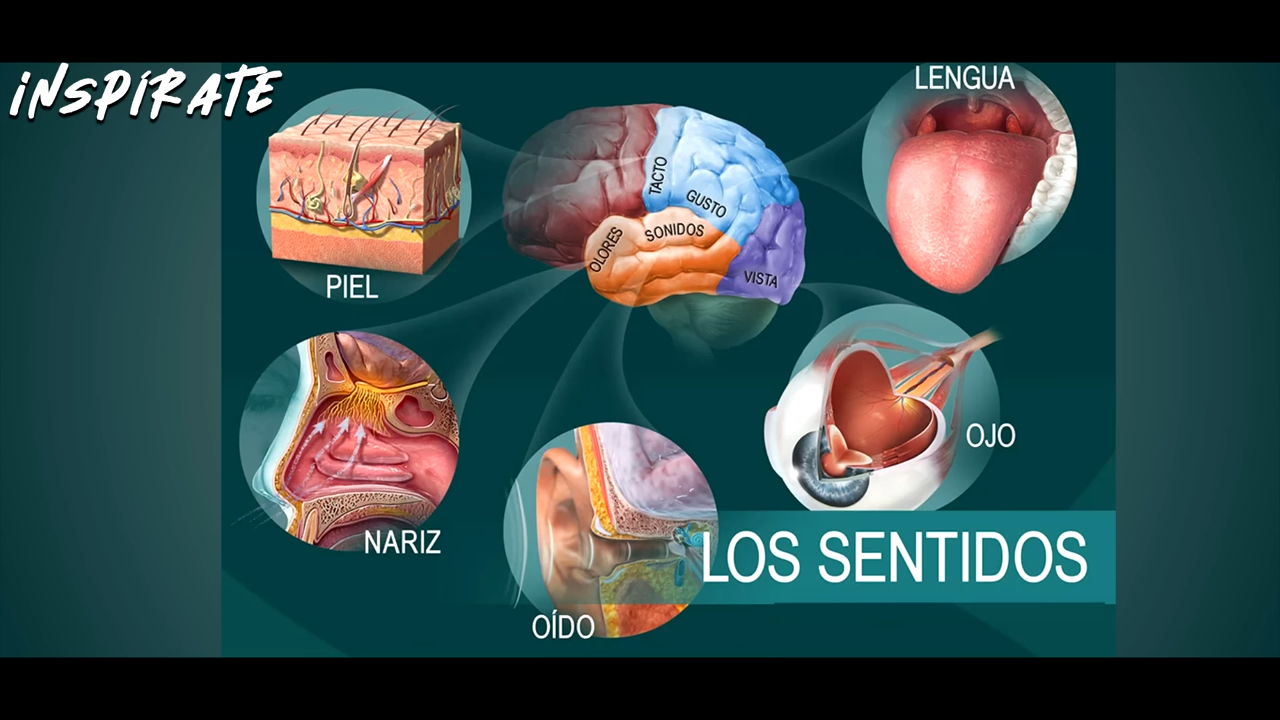 INSPÍRATE
LENGUA
TACTO
GUSTO
SONIDOS
OLORES
VISTA
PIEL
OJO
NARIZ
LOS SENTIDOS
OÍDO